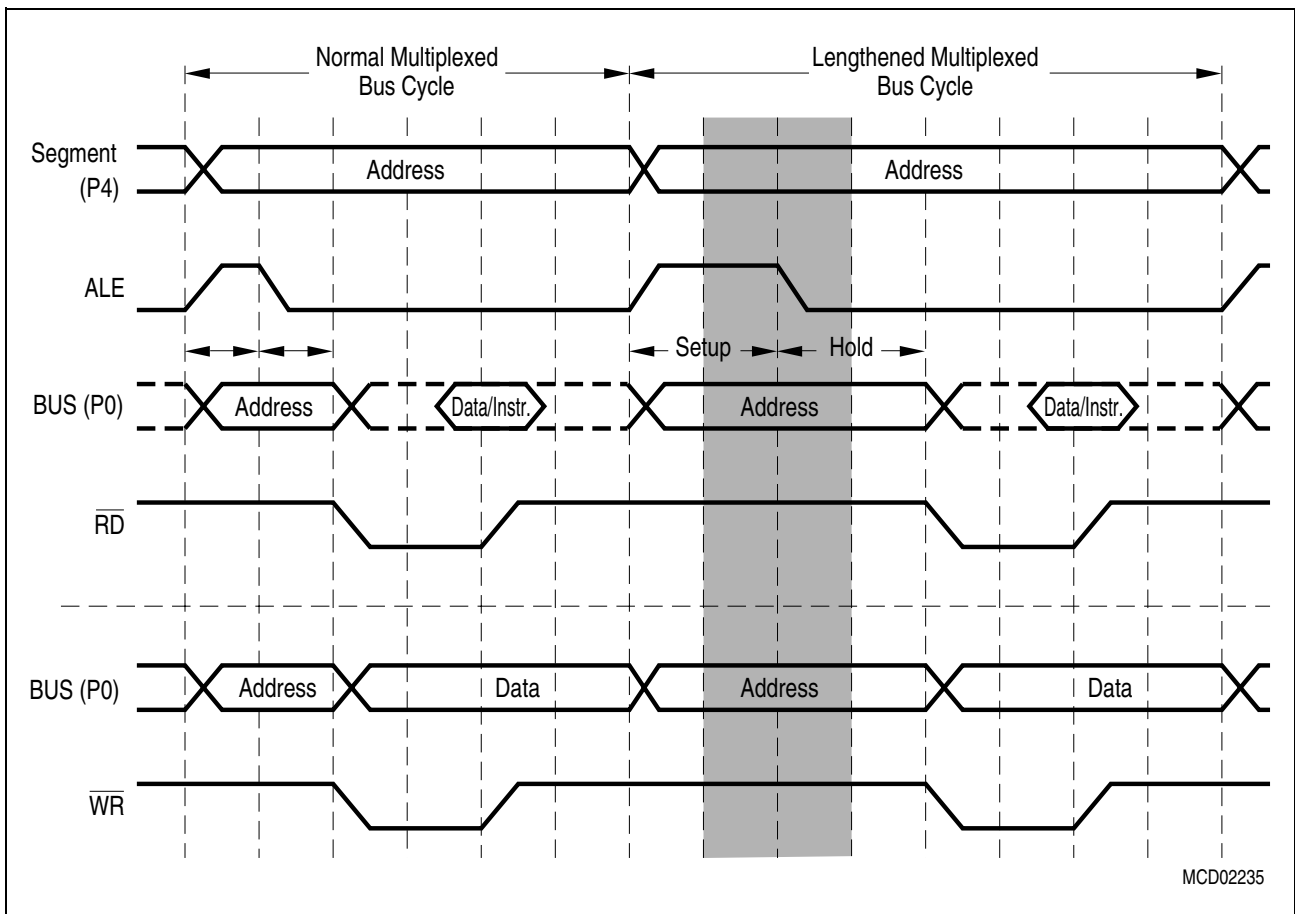 Normal Multiplexed
Bus Cycle
Lengthened Multiplexed
Bus Cycle
Segment
(P4)
Address
Address
ALE
Setup
Hold
BUS (P0)
Address
Data/Instr.
Address
Data/Instr.
RD
BUS (P0)
Address
Data
Address
Data
WR
MCD02235